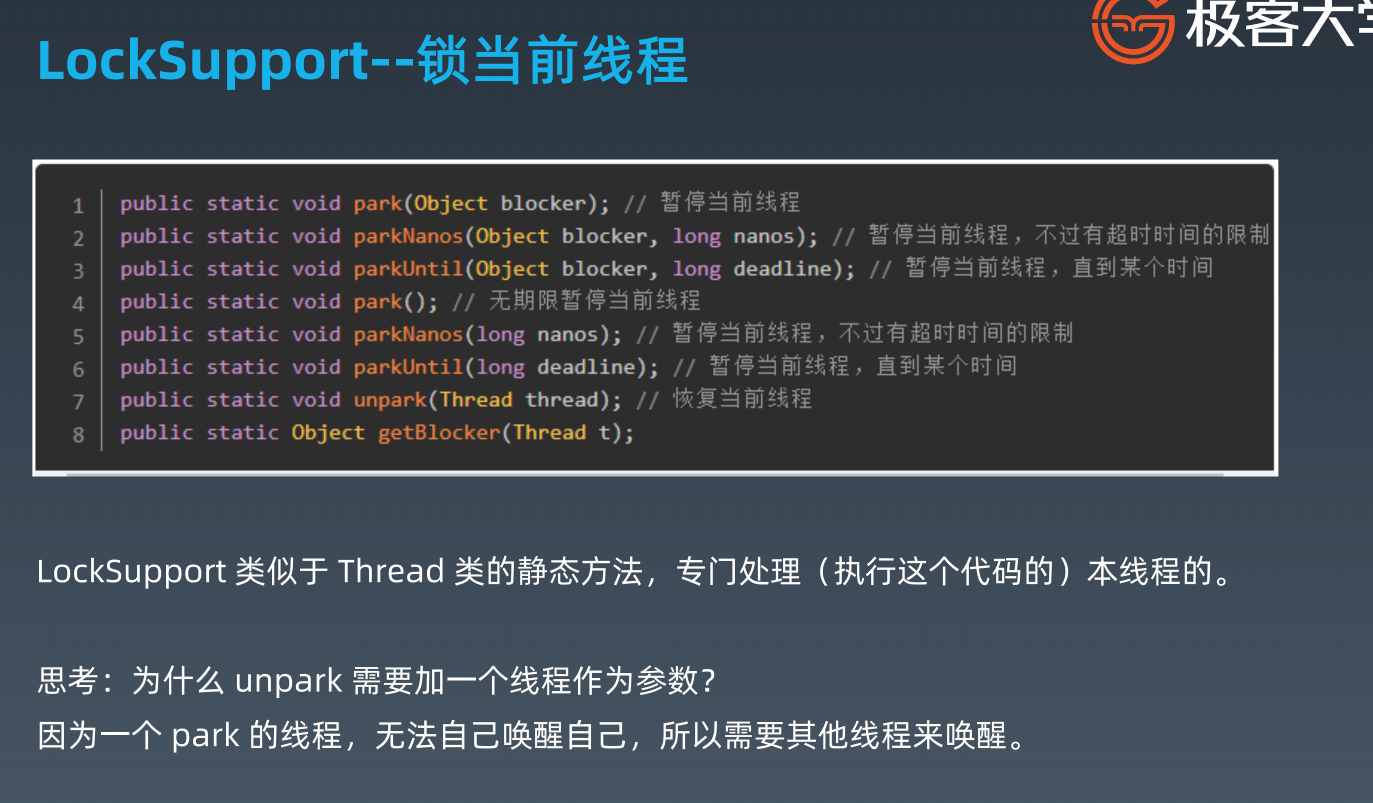 极客大学
LockSupport--锁当前线程
1 public static void park(Object blocker); // 暂停当前线程
2 public static void parkNanos(Object blocker, long nanos); // 暂停当前线程，不过有超时时间的限制
3 public static void parkUntil(Object blocker, long deadline); // 暂停当前线程，直到某个时间
4 public static void park(); // 无期限暂停当前线程
5 public static void parkNanos(long nanos); // 暂停当前线程，不过有超时时间的限制
6 public static void parkUntil(long deadline); // 暂停当前线程，直到某个时间
7 public static void unpark(Thread thread); // 恢复当前线程
8 public static Object getBlocker(Thread t);
LockSupport 类似于 Thread 类的静态方法，专门处理（执行这个代码的）本线程的。
思考：为什么 unpark 需要加一个线程作为参数？
因为一个 park 的线程，无法自己唤醒自己，所以需要其他线程来唤醒。